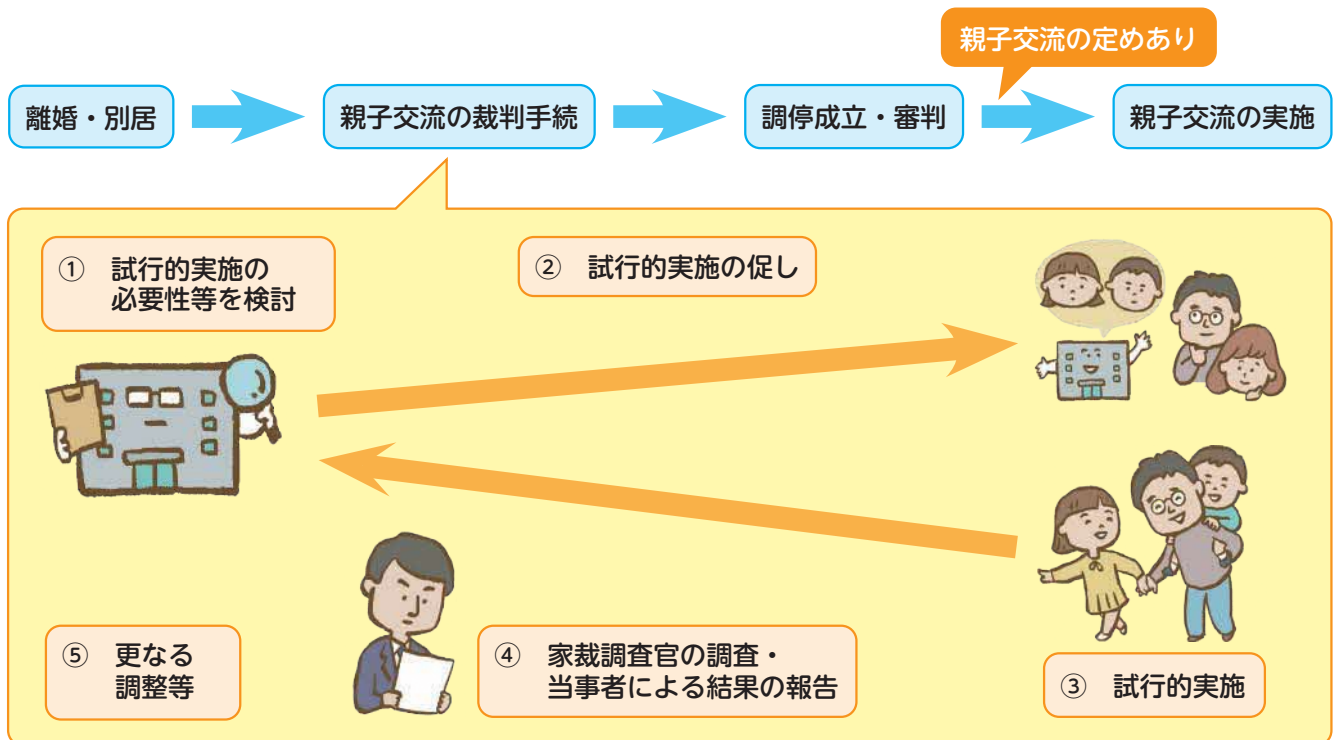 親子交流の定めあり
離婚・別居
親子交流の裁判手続
調停成立・審判
親子交流の実施
① 試行的実施の
必要性等を検討
② 試行的実施の促し
③ 試行的実施
④ 家裁調査官の調査・
当事者による結果の報告
⑤ 更なる
調整等